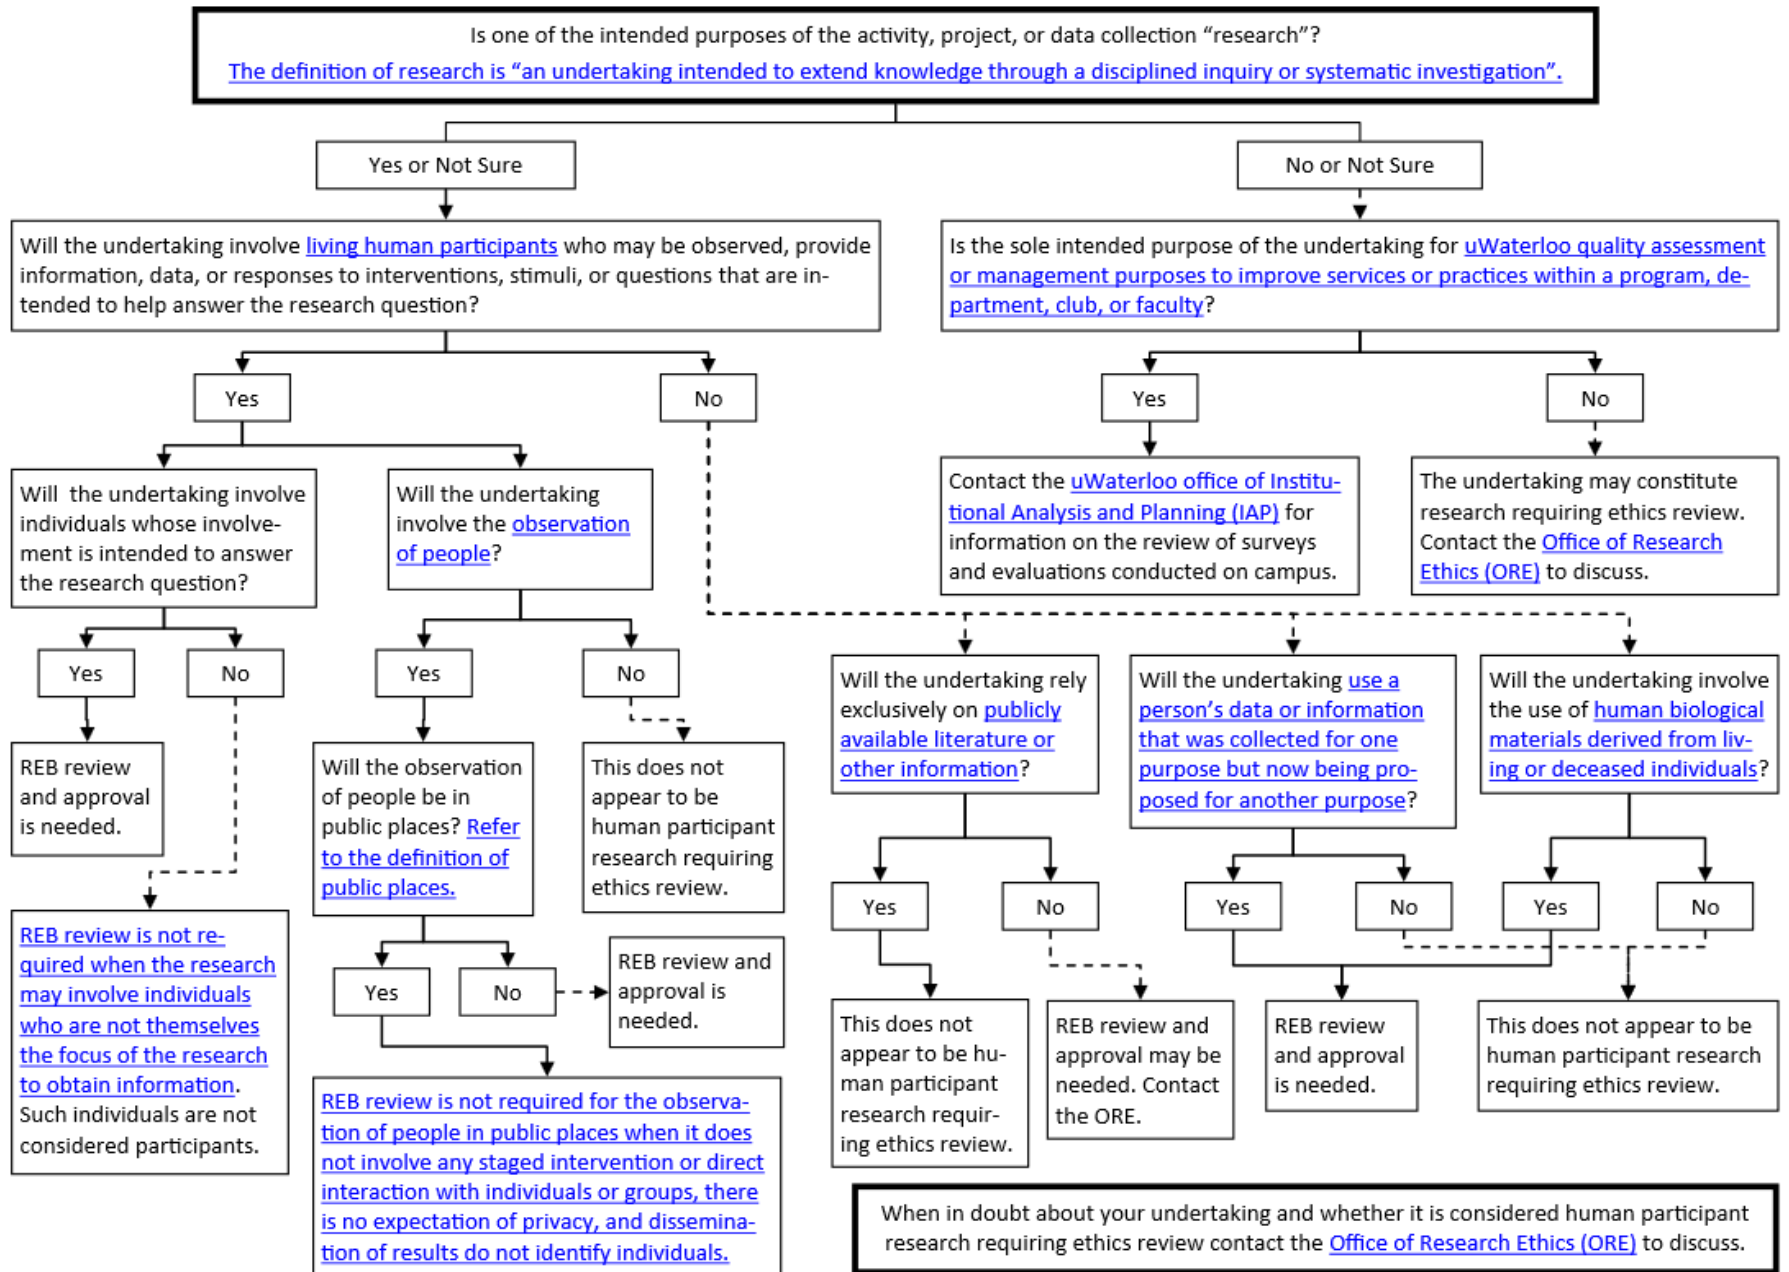 Is one of the intended purposes of the activity, project, or data collection “research”?
The definition of research is “an undertaking intended to extend knowledge through a disciplined inquiry or systematic investigation”.
Yes or Not Sure
No or Not Sure
Will the undertaking involve living human participants who may be observed, provide
information, data, or responses to interventions, stimuli, or questions that are in-
tended to help answer the research question?
Is the sole intended purpose of the undertaking for uWaterloo quality assessment
or management purposes to improve services or practices within a program, de-
partment, club, or faculty?
Yes
No
Yes
No
Will the undertaking involve
individuals whose involve-
ment is intended to answer
the research question?
Will the undertaking
involve the observation
of people?
Contact the uWaterloo office of Institu-
tional Analysis and Planning (IAP) for
information on the review of surveys
and evaluations conducted on campus.
The undertaking may constitute
research requiring ethics review.
Contact the Office of Research
Ethics (ORE) to discuss.
Yes
No
Yes
No
Will the undertaking rely
exclusively on publicly
available literature or
other information?
Will the undertaking use a
person’s data or information
that was collected for one
purpose but now being pro-
posed for another purpose?
Will the undertaking involve
the use of human biological
materials derived from liv-
ing or deceased individuals?
REB review
and approval
is needed.
Will the observation
of people be in
public places? Refer
to the definition of
public places.
This does not
appear to be
human participant
research requiring
ethics review.
Yes
No
Yes
No
Yes
No
REB review is not re-
quired when the research
may involve individuals
who are not themselves
the focus of the research
to obtain information.
Such individuals are not
considered participants.
Yes
No
REB review and
approval is
needed.
This does not
appear to be hu-
man participant
research requir-
ing ethics review.
REB review and
approval may be
needed. Contact
the ORE.
REB review
and approval
is needed.
This does not appear to be
human participant research
requiring ethics review.
REB review is not required for the observa-
tion of people in public places when it does
not involve any staged intervention or direct
interaction with individuals or groups, there
is no expectation of privacy, and dissemina-
tion of results do not identify individuals.
When in doubt about your undertaking and whether it is considered human participant
research requiring ethics review contact the Office of Research Ethics (ORE) to discuss.